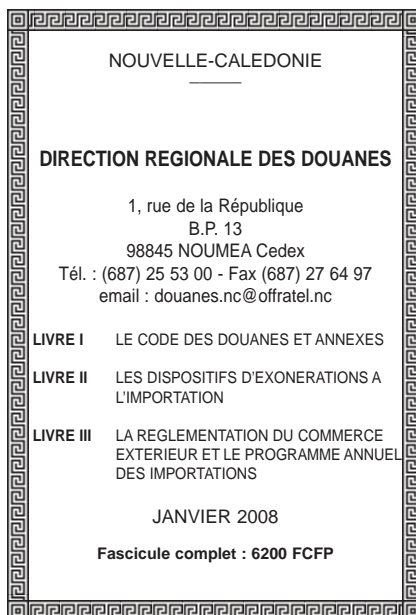 NOUVELLE-CALEDONIE
DIRECTION REGIONALE DES DOUANES
1, rue de la République
B.P. 13
98845 NOUMEA Cedex
Tél. : (687) 25 53 00 - Fax (687) 27 64 97
email : douanes.nc@offratel.nc
LIVRE I LE CODE DES DOUANES ET ANNEXES
LIVRE II LES DISPOSITIFS D'EXONERATIONS A
L'IMPORTATION
LIVRE III LA REGLEMENTATION DU COMMERCE
EXTERIEUR ET LE PROGRAMME ANNUEL
DES IMPORTATIONS
JANVIER 2008
Fascicule complet : 6200 FCFP